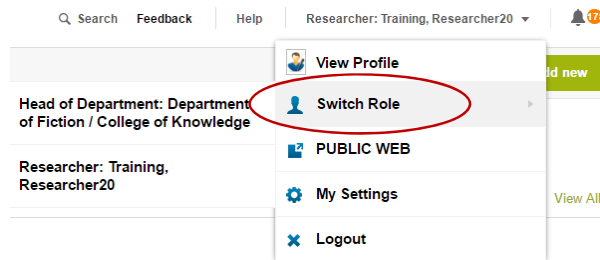 Search Feedback Help Researcher: Training, Researcher20
View Profile
dd new
Head of Department: Department
of Fiction / College of Knowledge
Switch Role
PUBLIC WEB
Researcher: Training,
Researcher20
My Settings
View All
Logout